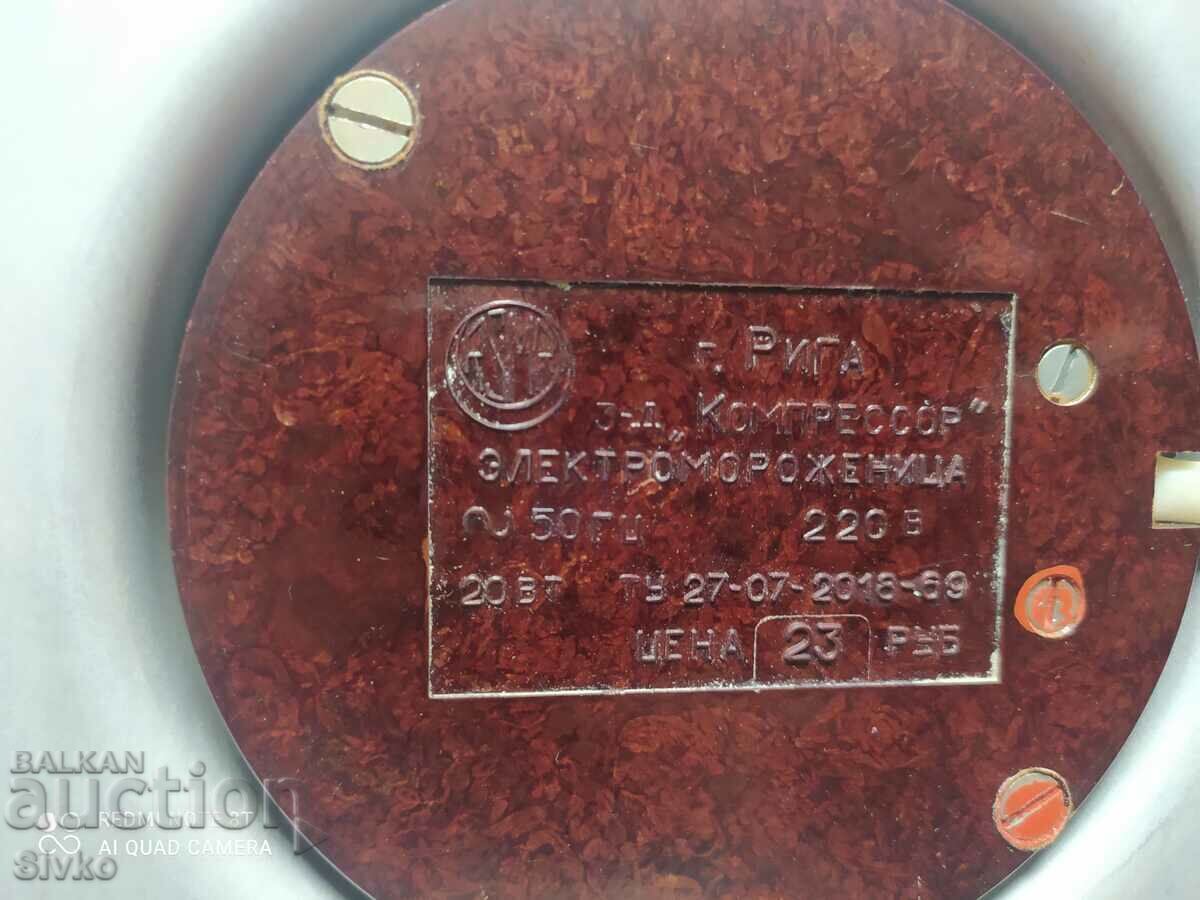 г. Рига
з-д „Компрессор"
ЭЛЕКТРОМОРОЖЕНИЦА
~ 50 ГЦ 220 В
20 ВТ ТУ 27-07-2018-69
ЦЕНА 23 РУБ
BALKAN
auction
REDMI NOTE 8T
AI QUAD CAMERA
Sivko